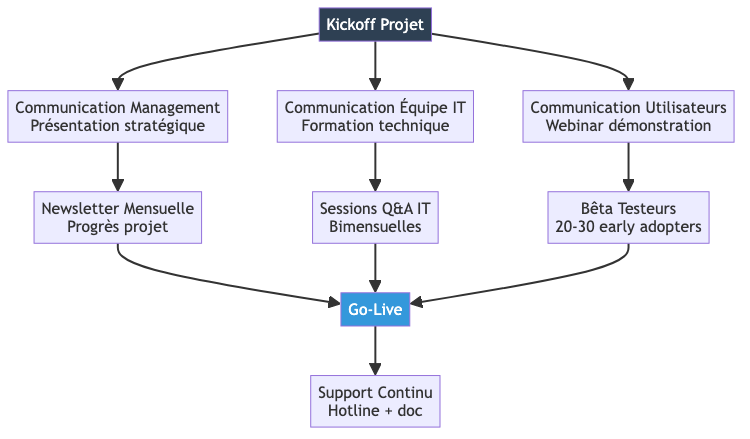 Kickoff Projet
Communication Management
Présentation stratégique
Communication Équipe IT
Formation technique
Communication Utilisateurs
Webinar démonstration
Newsletter Mensuelle
Progrès projet
Sessions Q&A IT
Bimensuelles
Bêta Testeurs
20-30 early adopters
Go-Live
Support Continu
Hotline + doc